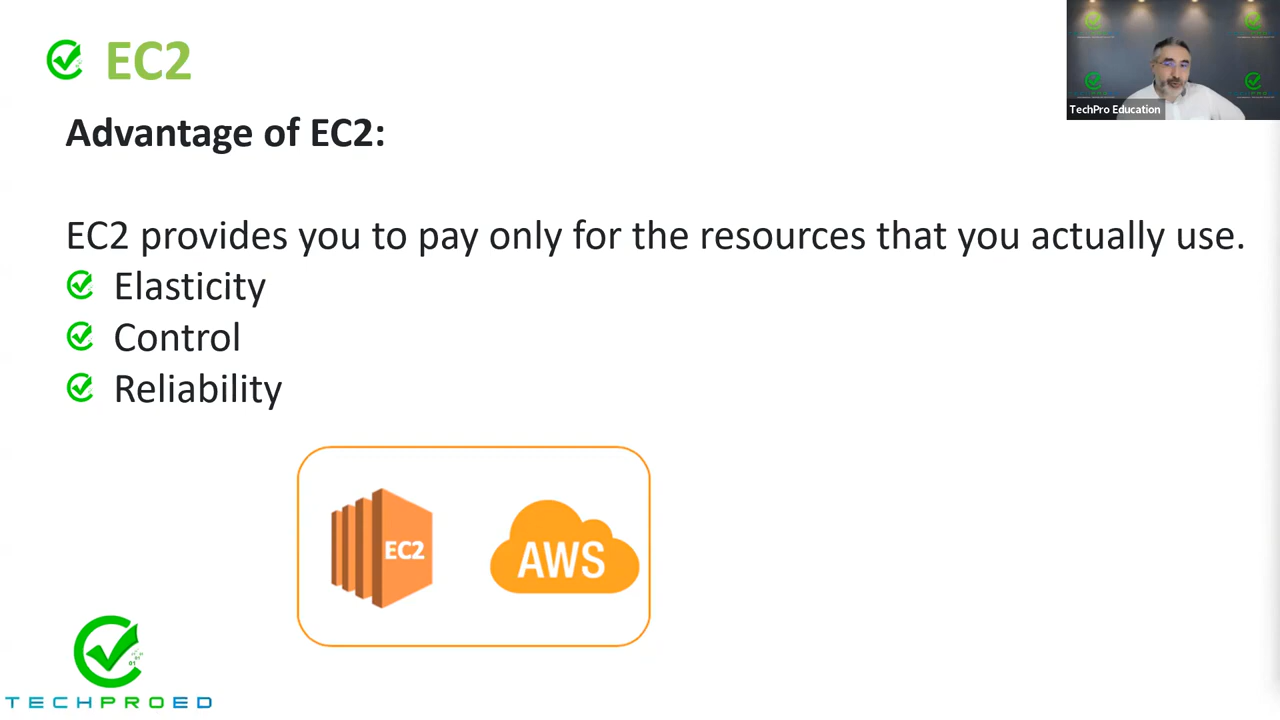 EC2
Advantage of EC2:
EC2 provides you to pay only for the resources that you actually use.
Elasticity
Control
Reliability
EC2
AWS
TECHPROED
TechPro Education